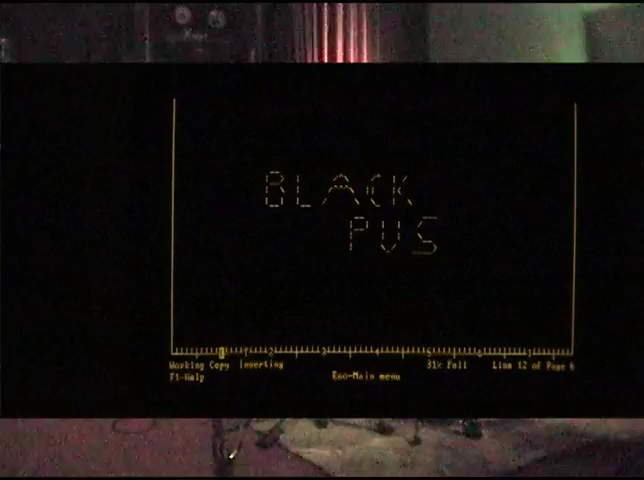 BLACK
PUS
Working Copy Inserting 31% Full Line 12 of Page 6
F1-Help Esc-Main menu